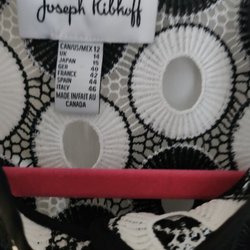 Joseph Ribkoff
CAN/US/MEX 12
UK 14
JAPAN 15
GER 40
FRANCE 42
SPAIN 44
ITALY 46
MADE IN/FAIT AU
CANADA